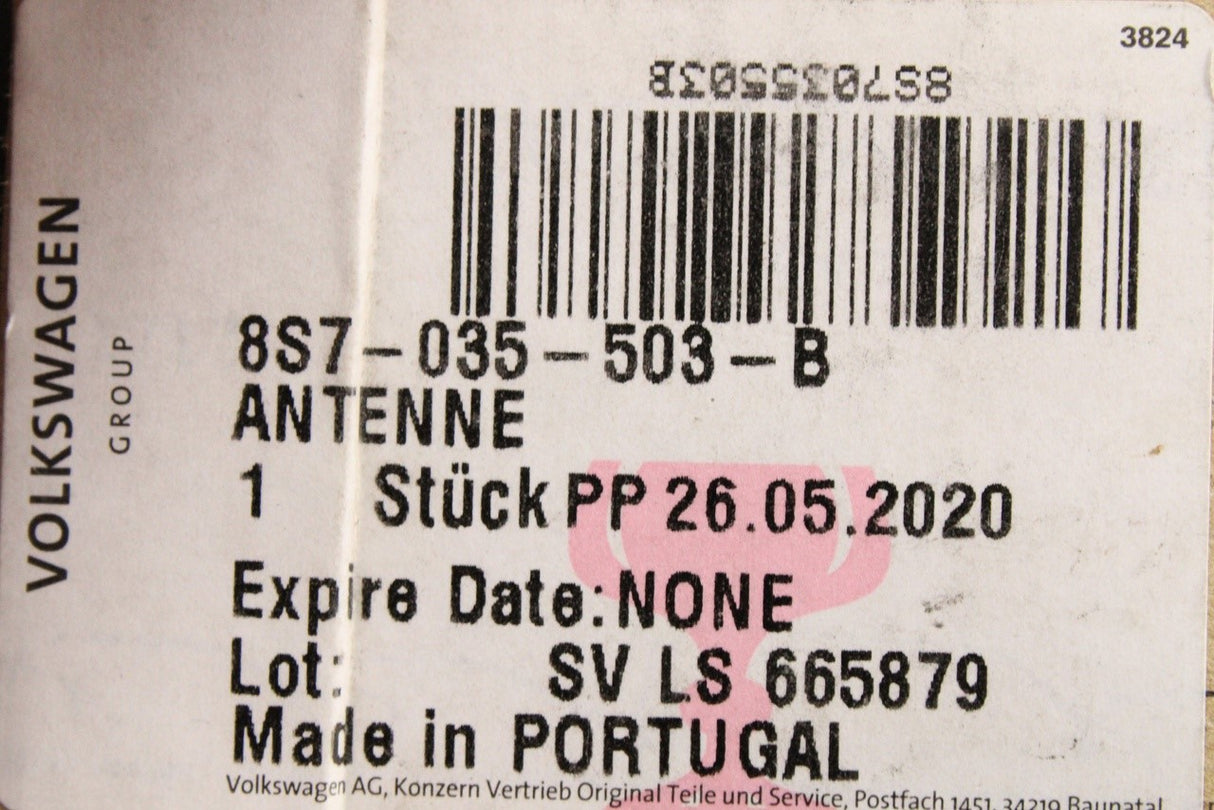 3824
8S7035503B
8S7-035-503-B
ANTENNE
1 Stück PP 26.05.2020
Expire Date: NONE
Lot: SV LS 665879
Made in PORTUGAL
Volkswagen AG, Konzern Vertrieb Original Teile und Service, Postfach 1451, 34219 Baunatal
VOLKSWAGEN
GROUP